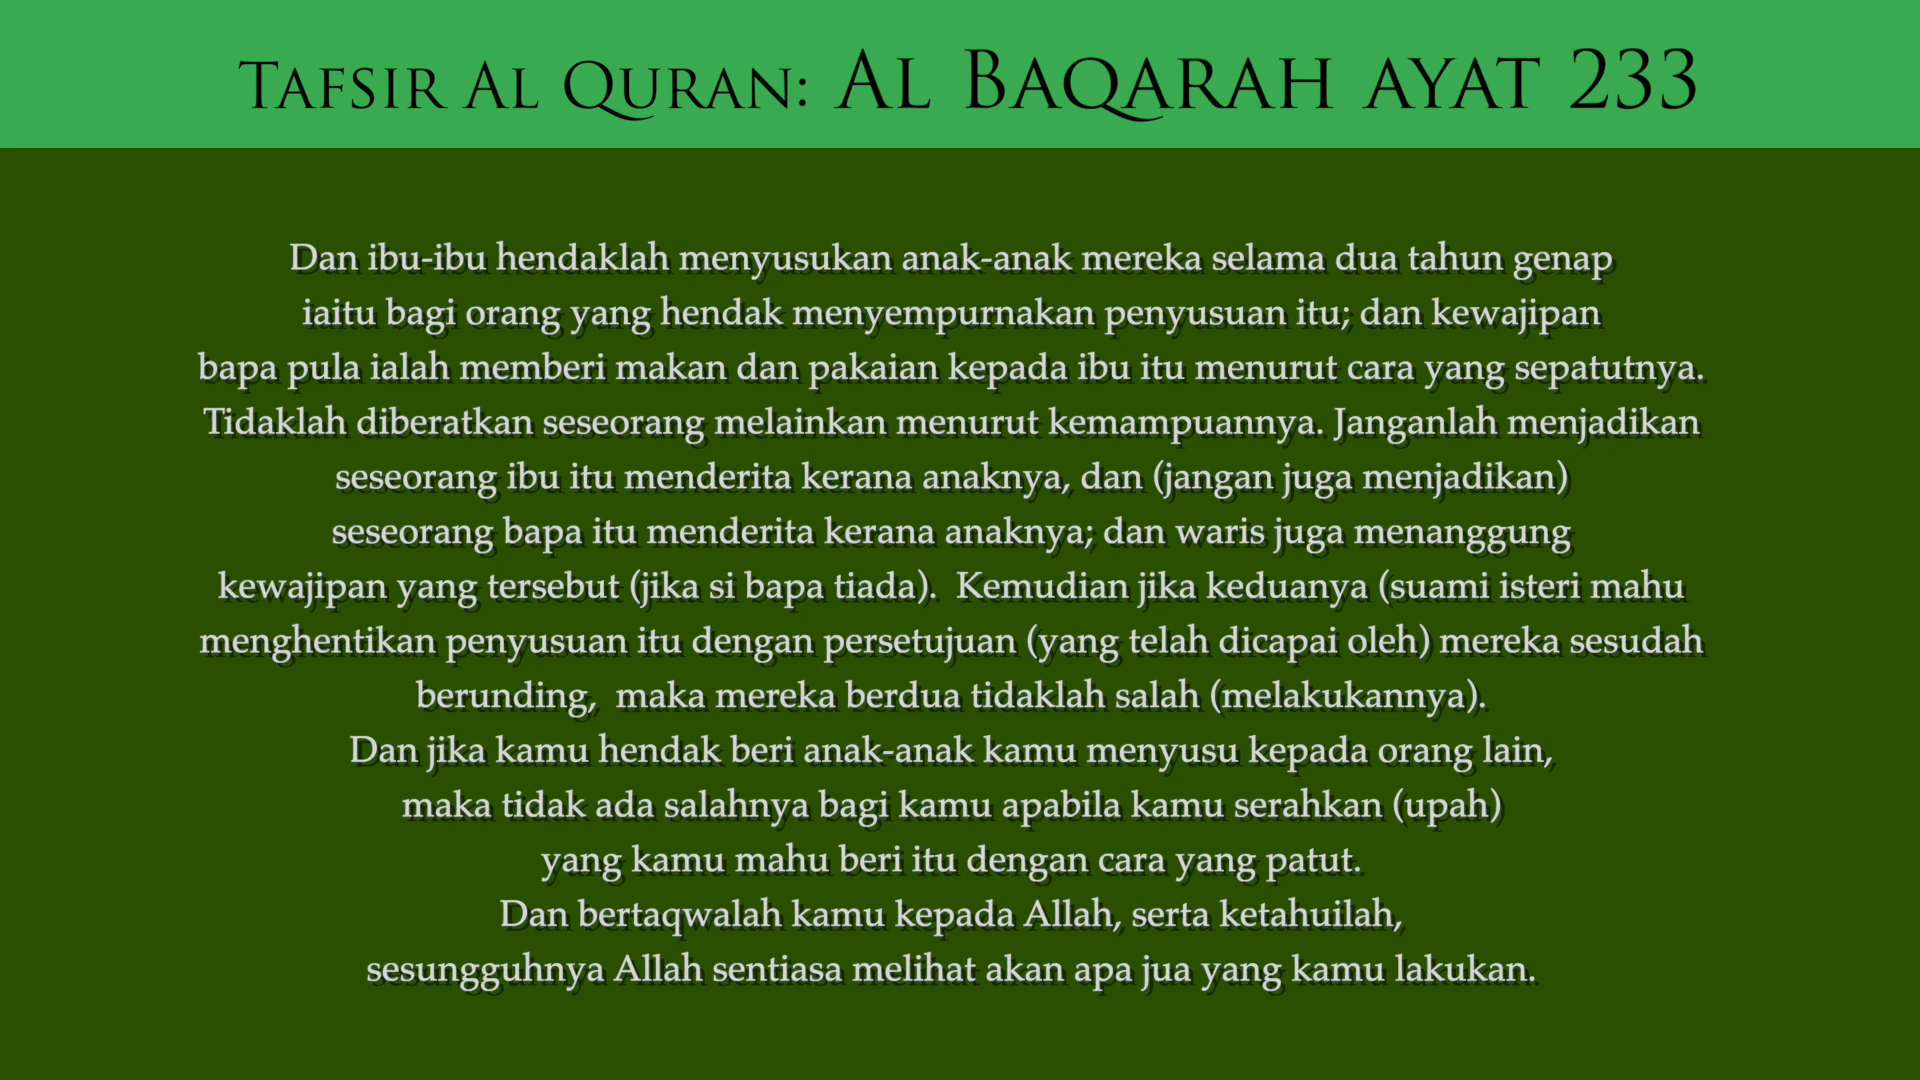 Tafsir Al Quran: Al Baqarah ayat 233
Dan ibu-ibu hendaklah menyusukan anak-anak mereka selama dua tahun genap
iaitu bagi orang yang hendak menyempurnakan penyusuan itu; dan kewajipan
bapa pula ialah memberi makan dan pakaian kepada ibu itu menurut cara yang sepatutnya.
Tidaklah diberatkan seseorang melainkan menurut kemampuannya. Janganlah menjadikan
seseorang ibu itu menderita kerana anaknya, dan (jangan juga menjadikan)
seseorang bapa itu menderita kerana anaknya; dan waris juga menanggung
kewajipan yang tersebut (jika si bapa tiada).  Kemudian jika keduanya (suami isteri mahu
menghentikan penyusuan itu dengan persetujuan (yang telah dicapai oleh) mereka sesudah
berunding,  maka mereka berdua tidaklah salah (melakukannya).
Dan jika kamu hendak beri anak-anak kamu menyusu kepada orang lain,
maka tidak ada salahnya bagi kamu apabila kamu serahkan (upah)
yang kamu mahu beri itu dengan cara yang patut.
Dan bertaqwalah kamu kepada Allah, serta ketahuilah,
sesungguhnya Allah sentiasa melihat akan apa jua yang kamu lakukan.